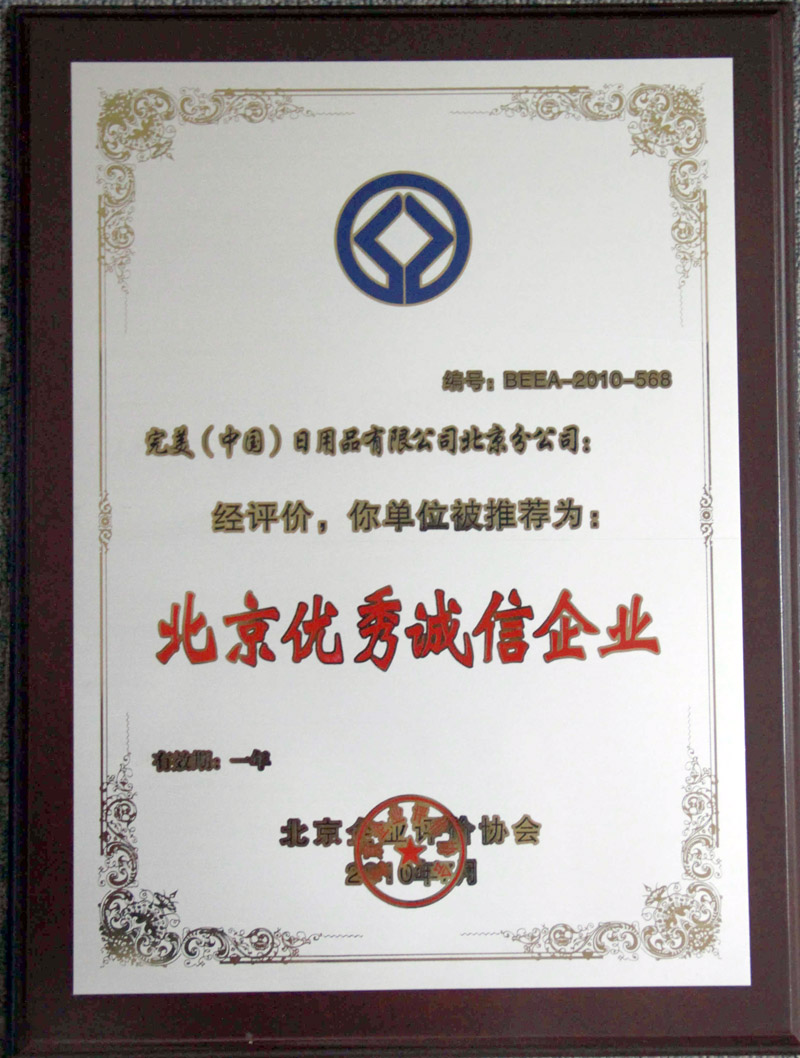 编号：BEEA-2010-568
完美（中国）日用品有限公司北京分公司：
经评价，你单位被推荐为：
北京优秀诚信企业
有效期：一年
北京企业评价协会
2010年 月